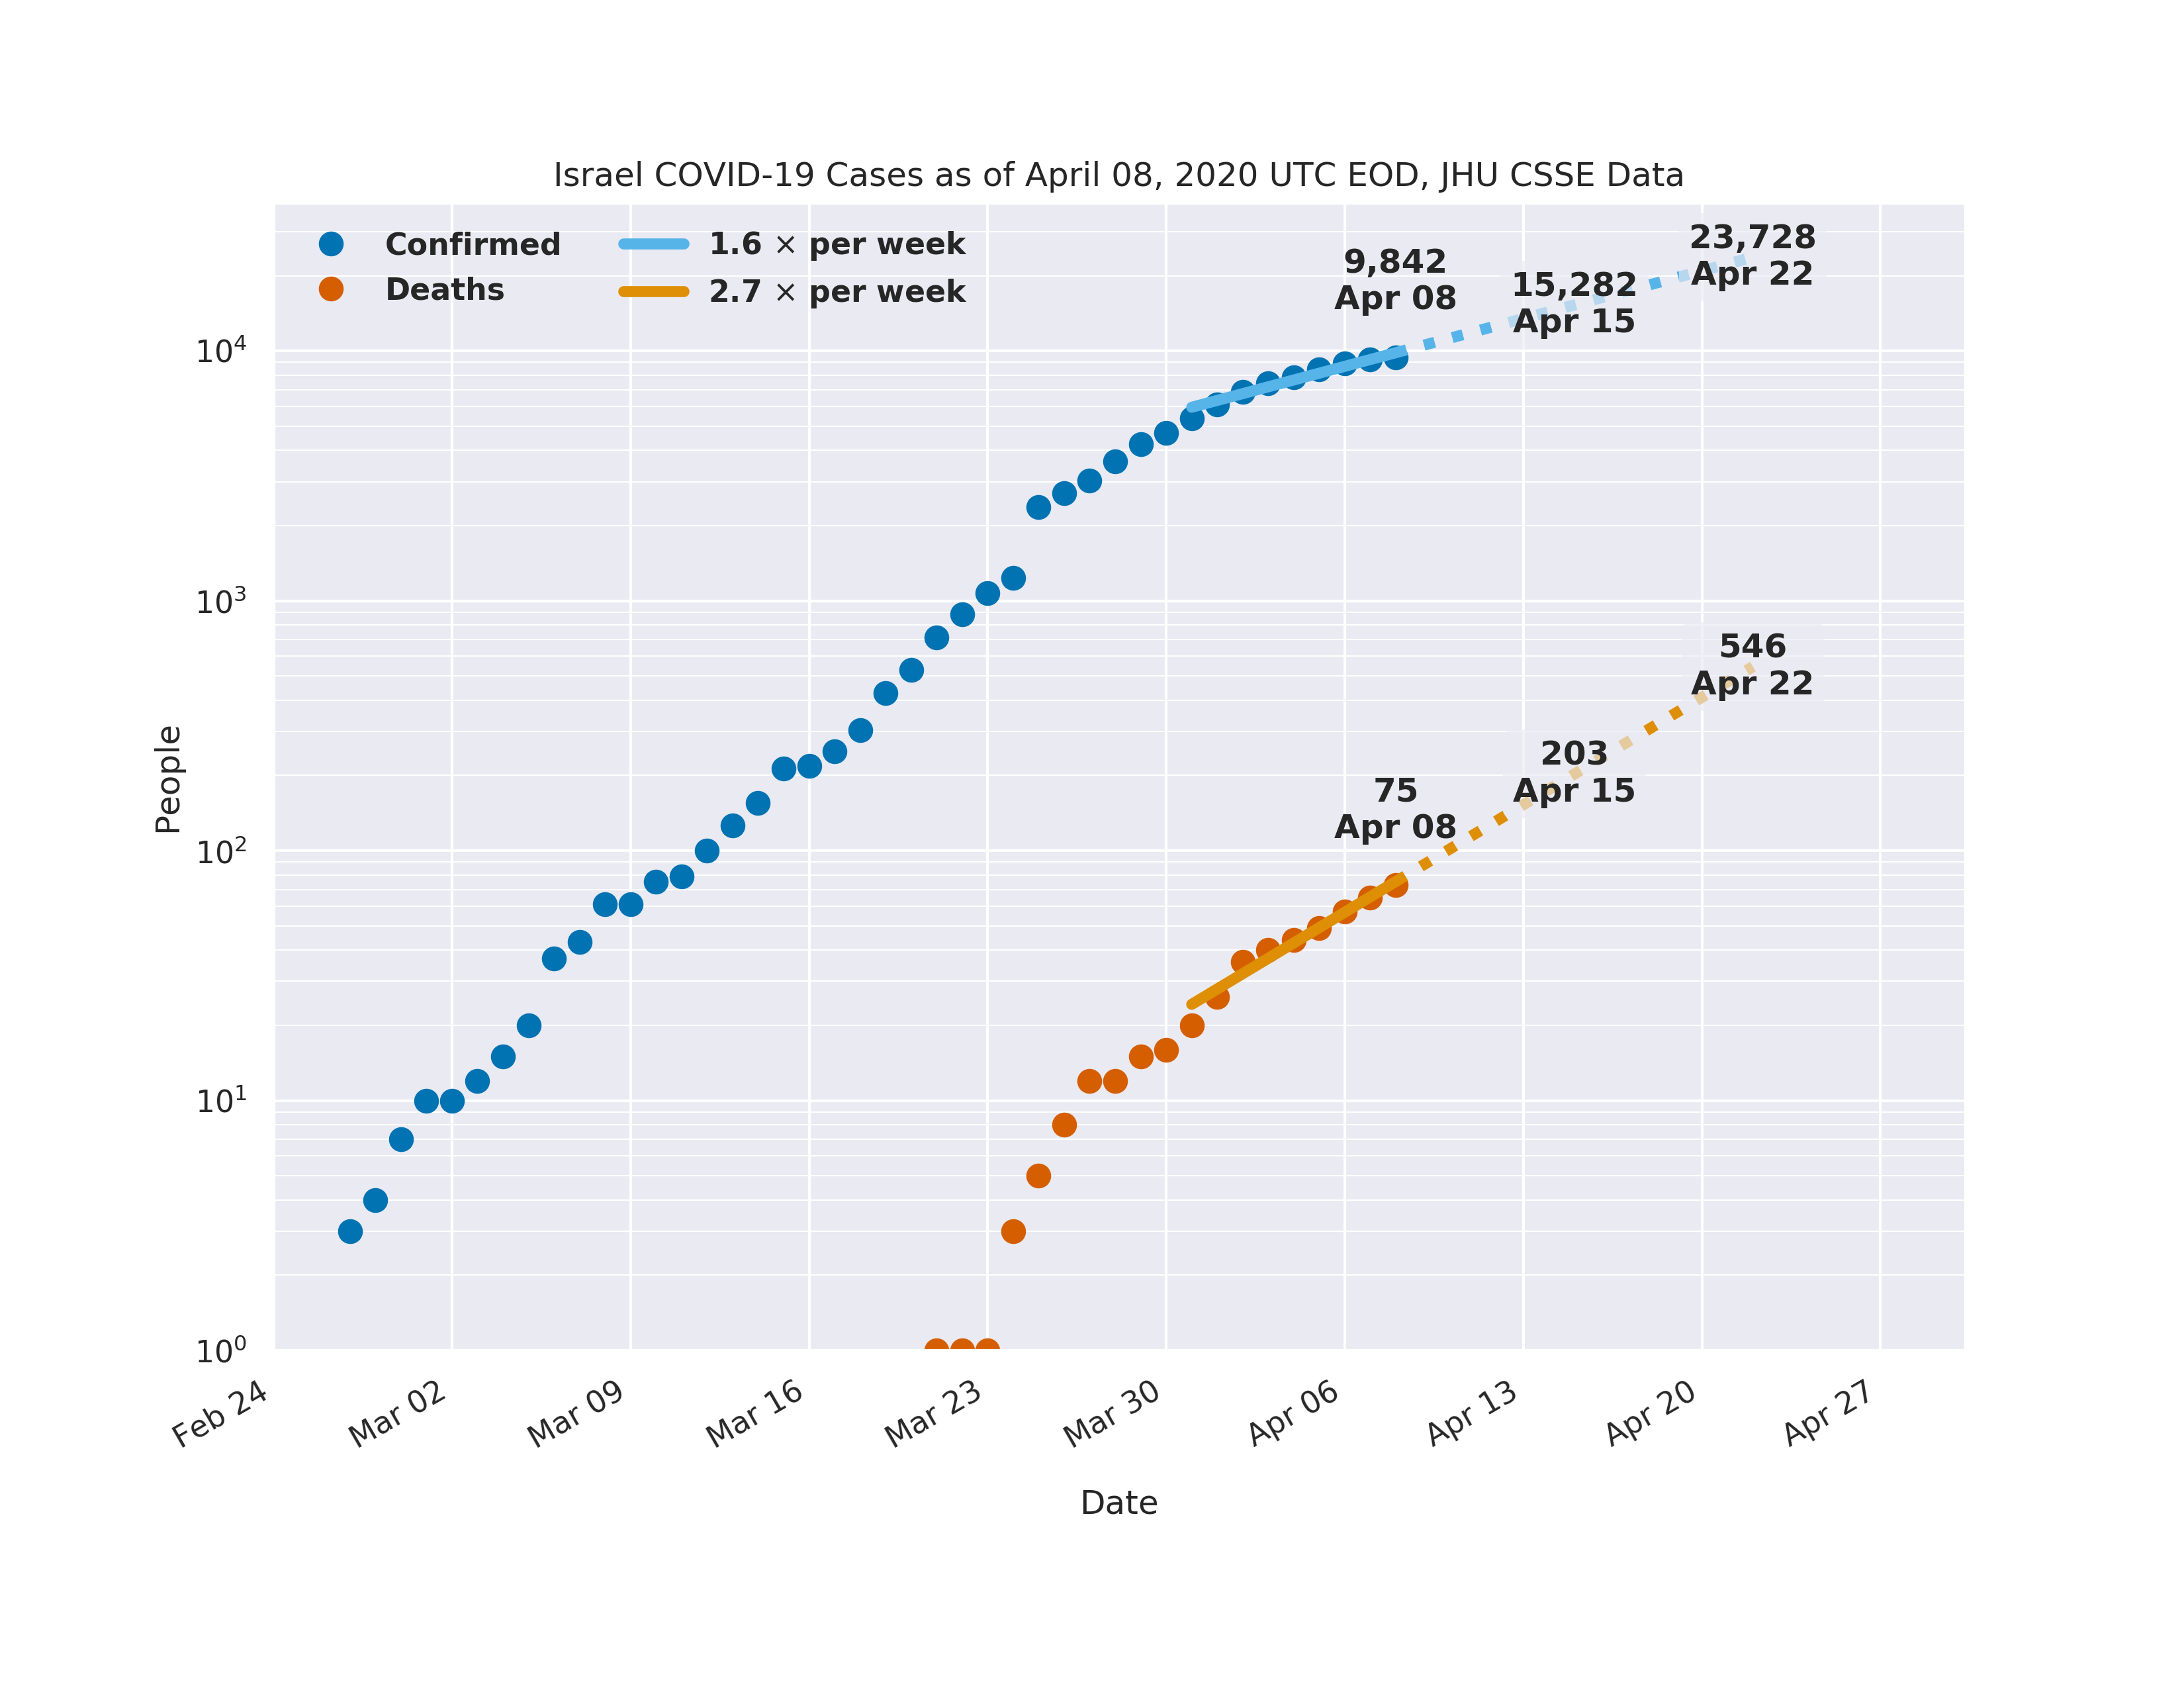 Israel COVID-19 Cases as of April 08, 2020 UTC EOD, JHU CSSE Data
Confirmed
Deaths
1.6 × per week
2.7 × per week
9,842
Apr 08
15,282
Apr 15
23,728
Apr 22
546
Apr 22
203
Apr 15
75
Apr 08
People
10⁴
10³
10²
10¹
10⁰
Feb 24
Mar 02
Mar 09
Mar 16
Mar 23
Mar 30
Apr 06
Apr 13
Apr 20
Apr 27
Date